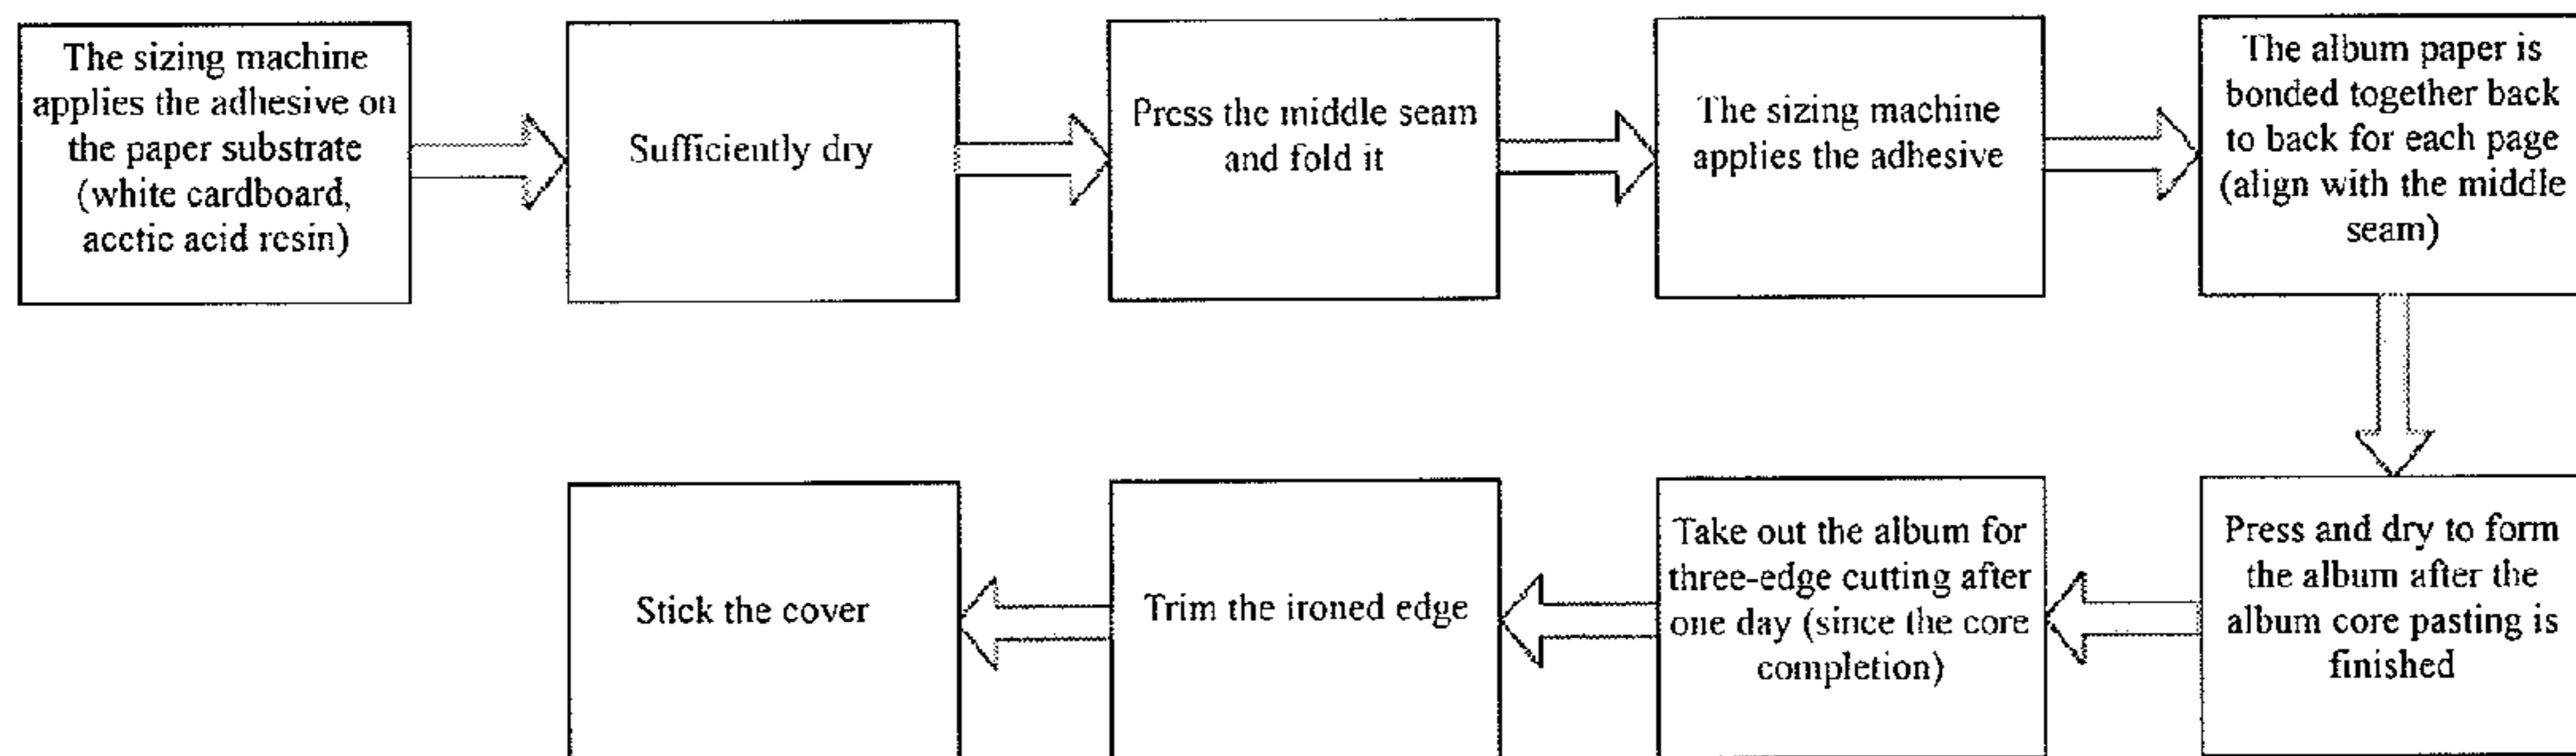 The sizing machine
applies the adhesive on
the paper substrate
(white cardboard,
acetic acid resin)
Sufficiently dry
Press the middle seam
and fold it
The sizing machine
applies the adhesive
The album paper is
bonded together back
to back for each page
(align with the middle
seam)
Press and dry to form
the album after the
album core pasting is
finished
Take out the album for
three-edge cutting after
one day (since the core
completion)
Trim the ironed edge
Stick the cover